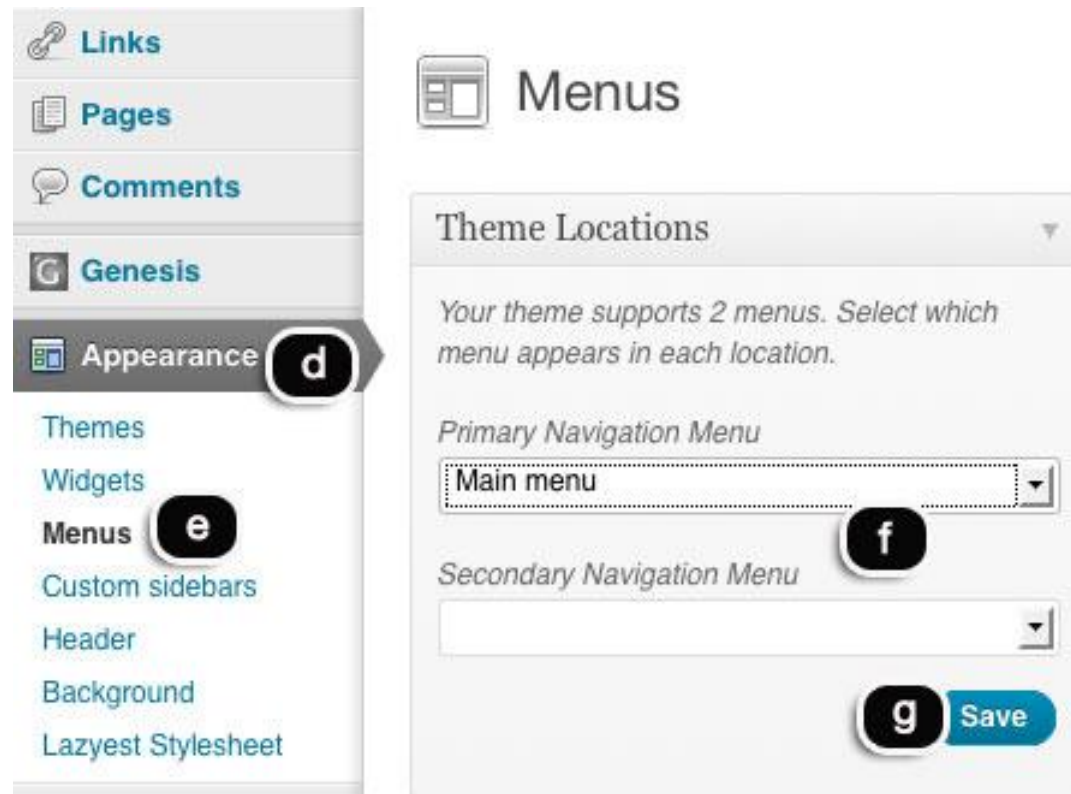 Links
Pages
Comments
Genesis
Appearance
d
Themes
Widgets
Menus
e
Custom sidebars
Header
Background
Lazyest Stylesheet
Menus
Theme Locations
Your theme supports 2 menus. Select which
menu appears in each location.
Primary Navigation Menu
Main menu
f
Secondary Navigation Menu
g
Save